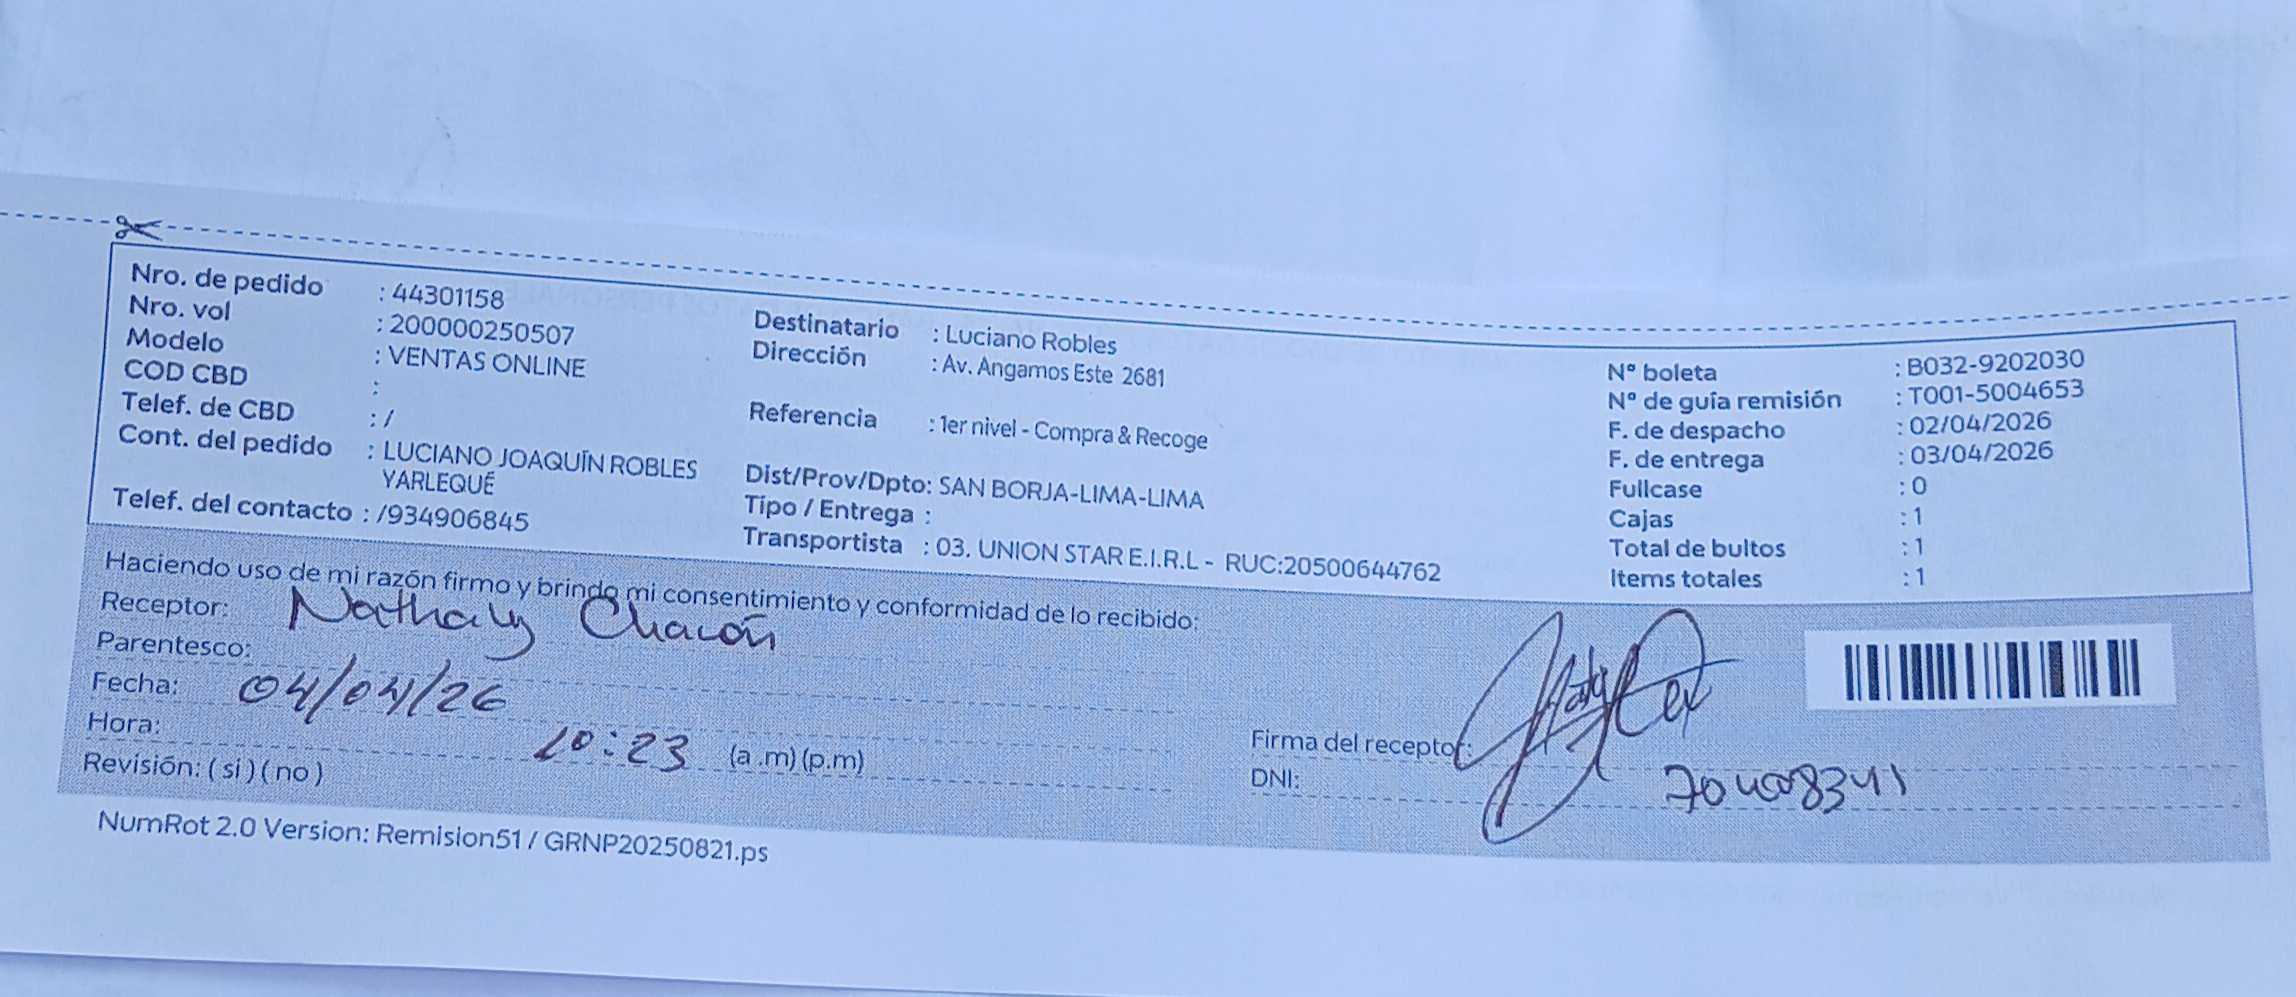 Nro. de pedido : 44301158
Nro. vol : 200000250507
Modelo : VENTAS ONLINE
COD CBD :
Telef. de CBD : /
Cont. del pedido : LUCIANO JOAQUÍN ROBLES
YARLEQUÉ
Telef. del contacto : /934906845
Destinatario : Luciano Robles
Dirección : Av. Angamos Este 2681
Referencia : 1er nivel - Compra & Recoge
Dist/Prov/Dpto: SAN BORJA-LIMA-LIMA
Tipo / Entrega :
Transportista : 03. UNION STAR E.I.R.L - RUC:20500644762
N° boleta : B032-9202030
N° de guía remisión : T001-5004653
F. de despacho : 02/04/2026
F. de entrega : 03/04/2026
Fullcase : 0
Cajas : 1
Total de bultos : 1
Items totales : 1
Haciendo uso de mi razón firmo y brindo mi consentimiento y conformidad de lo recibido:
Receptor: Nathaly Chacón
Parentesco:
Fecha: 04/04/26
Hora: 10:23 (a.m) (p.m)
Revisión: ( si ) ( no )
Firma del receptor:
DNI: 704008341
NumRot 2.0 Version: Remision51 / GRNP20250821.ps